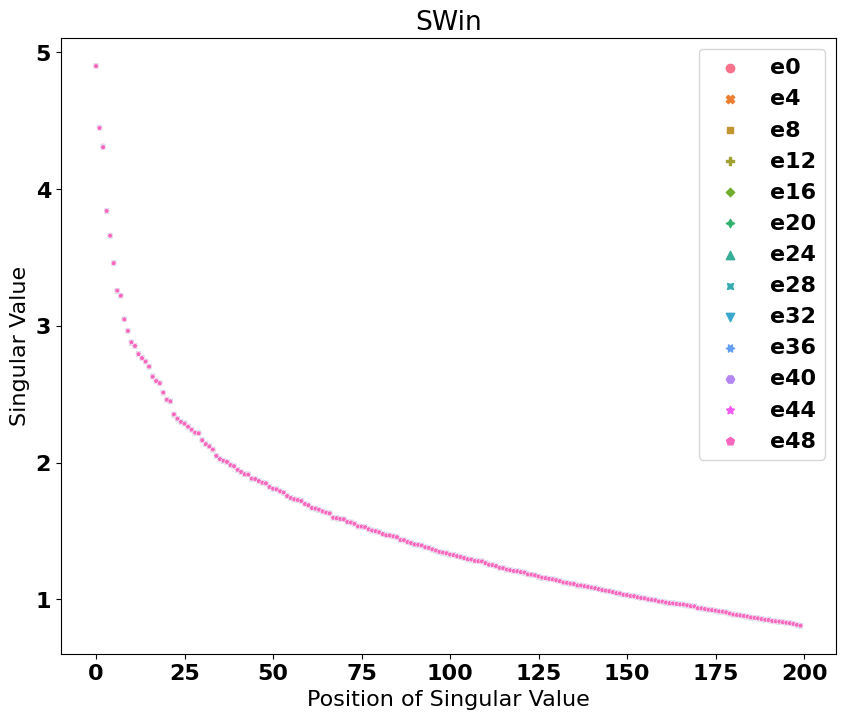 SWin
5
4
3
2
1
Singular Value
e0
e4
e8
e12
e16
e20
e24
e28
e32
e36
e40
e44
e48
0 25 50 75 100 125 150 175 200
Position of Singular Value